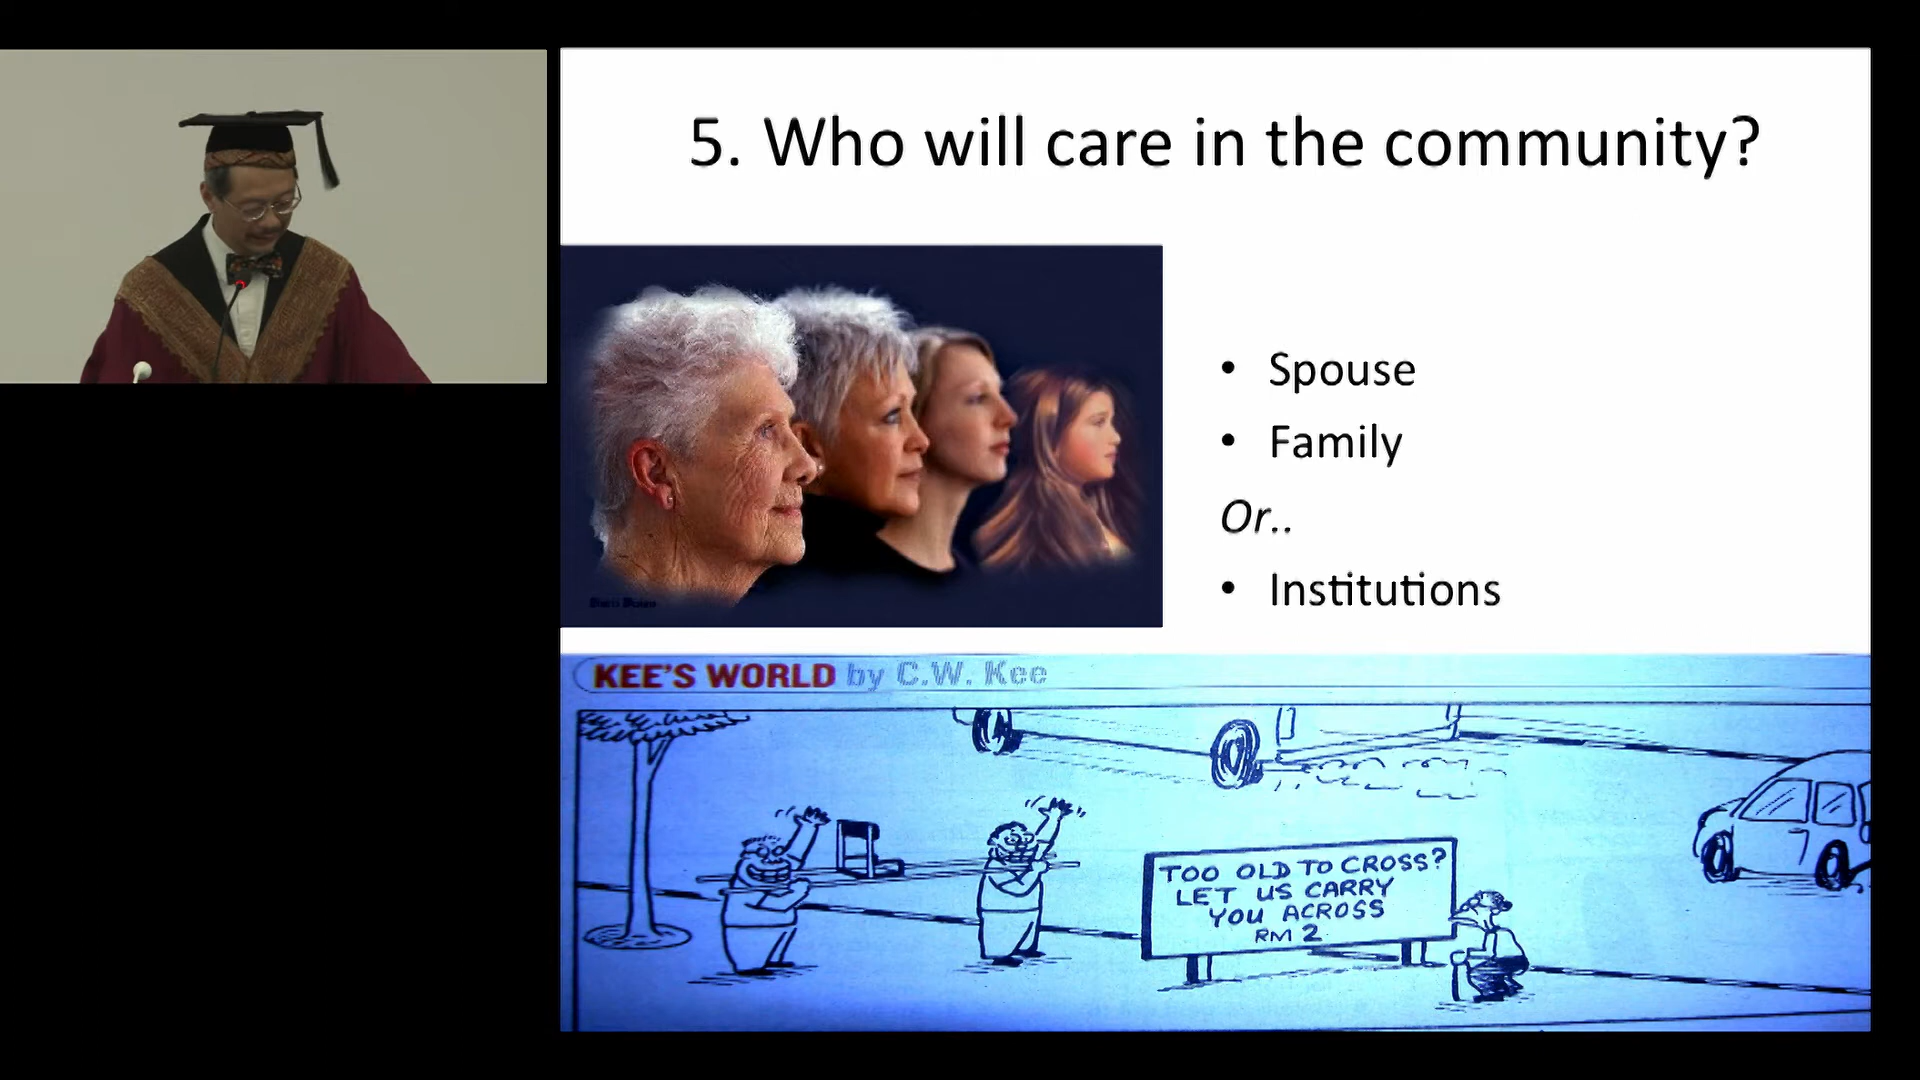 5. Who will care in the community?
• Spouse
• Family
Or..
• Institutions
KEE'S WORLD by C.W. Kee
TOO OLD TO CROSS?
LET US CARRY
YOU ACROSS
RM 2